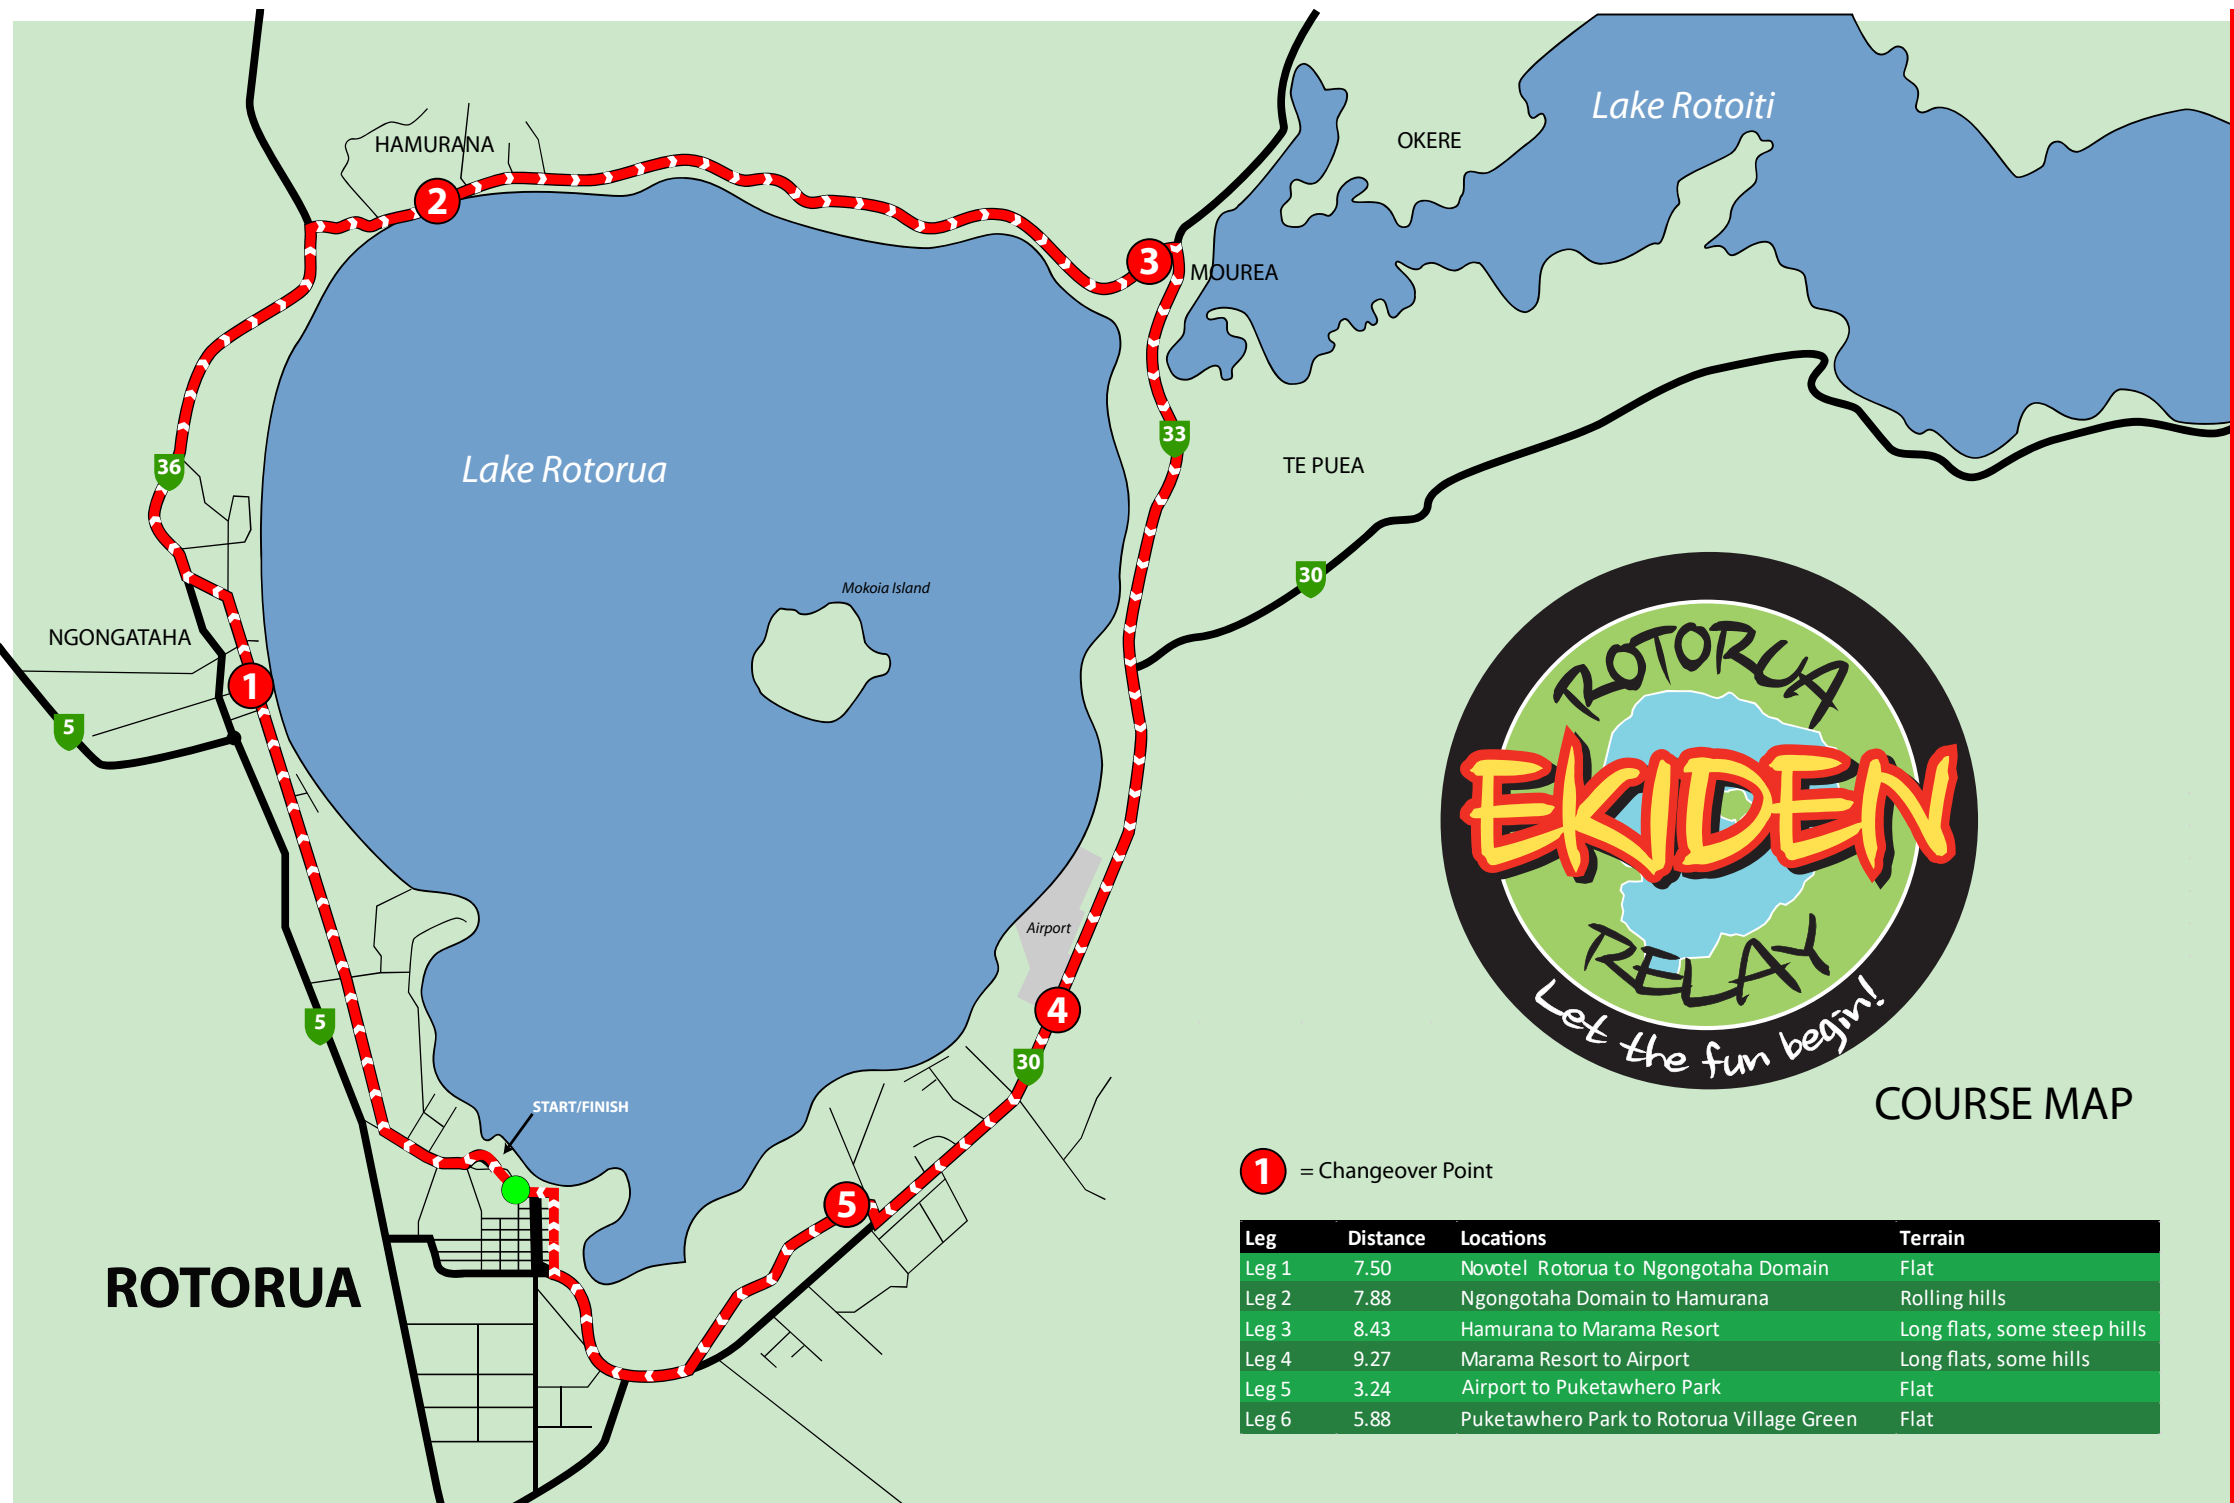 HAMURANA
Lake Rotoiti
OKERE
2
3
MOUREA
33
36
Lake Rotorua
TE PUEA
30
Mokoia Island
NGONGATAHA
1
5
ROTORUA
EKIDEN
RELAY
Let the fun begin!
Airport
4
5
30
START/FINISH
COURSE MAP
1 = Changeover Point
5
ROTORUA
Leg Distance Locations Terrain
Leg 1 7.50 Novotel Rotorua to Ngongotaha Domain Flat
Leg 2 7.88 Ngongotaha Domain to Hamurana Rolling hills
Leg 3 8.43 Hamurana to Marama Resort Long flats, some steep hills
Leg 4 9.27 Marama Resort to Airport Long flats, some hills
Leg 5 3.24 Airport to Puketawhero Park Flat
Leg 6 5.88 Puketawhero Park to Rotorua Village Green Flat